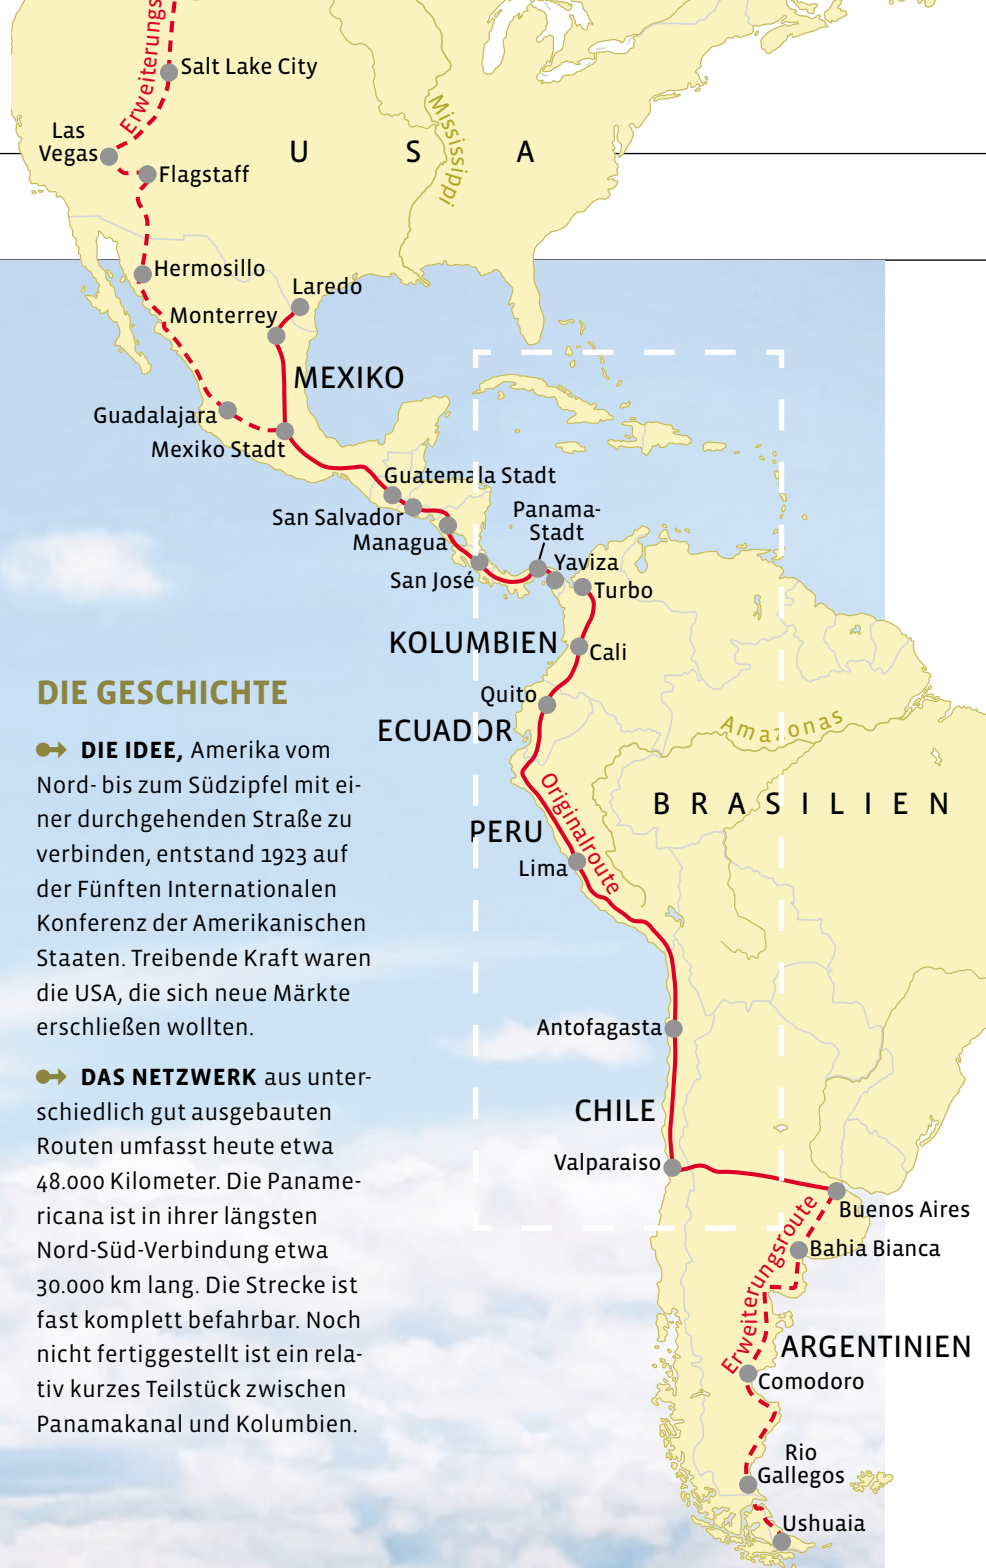 Erweiterungs
Salt Lake City
Las
Vegas
Flagstaff
Mississippi
U S A
Hermosillo
Laredo
Monterrey
MEXIKO
Guadalajara
Mexiko Stadt
Guatemala Stadt
San Salvador
Panama-
Stadt
Managua
Yaviza
San José
Turbo
KOLUMBIEN
Cali
Quito
ECUADOR
Amazonas
Originalroute
BRASILIEN
PERU
Lima
Antofagasta
CHILE
Valparaiso
Buenos Aires
Erweiterungsroute
Bahia Bianca
ARGENTINIEN
Comodoro
Rio
Gallegos
Ushuaia
DIE GESCHICHTE
DIE IDEE, Amerika vom
Nord- bis zum Südzipfel mit ei-
ner durchgehenden Straße zu
verbinden, entstand 1923 auf
der Fünften Internationalen
Konferenz der Amerikanischen
Staaten. Treibende Kraft waren
die USA, die sich neue Märkte
erschließen wollten.
DAS NETZWERK aus unter-
schiedlich gut ausgebauten
Routen umfasst heute etwa
48.000 Kilometer. Die Paname-
ricana ist in ihrer längsten
Nord-Süd-Verbindung etwa
30.000 km lang. Die Strecke ist
fast komplett befahrbar. Noch
nicht fertiggestellt ist ein rela-
tiv kurzes Teilstück zwischen
Panamakanal und Kolumbien.